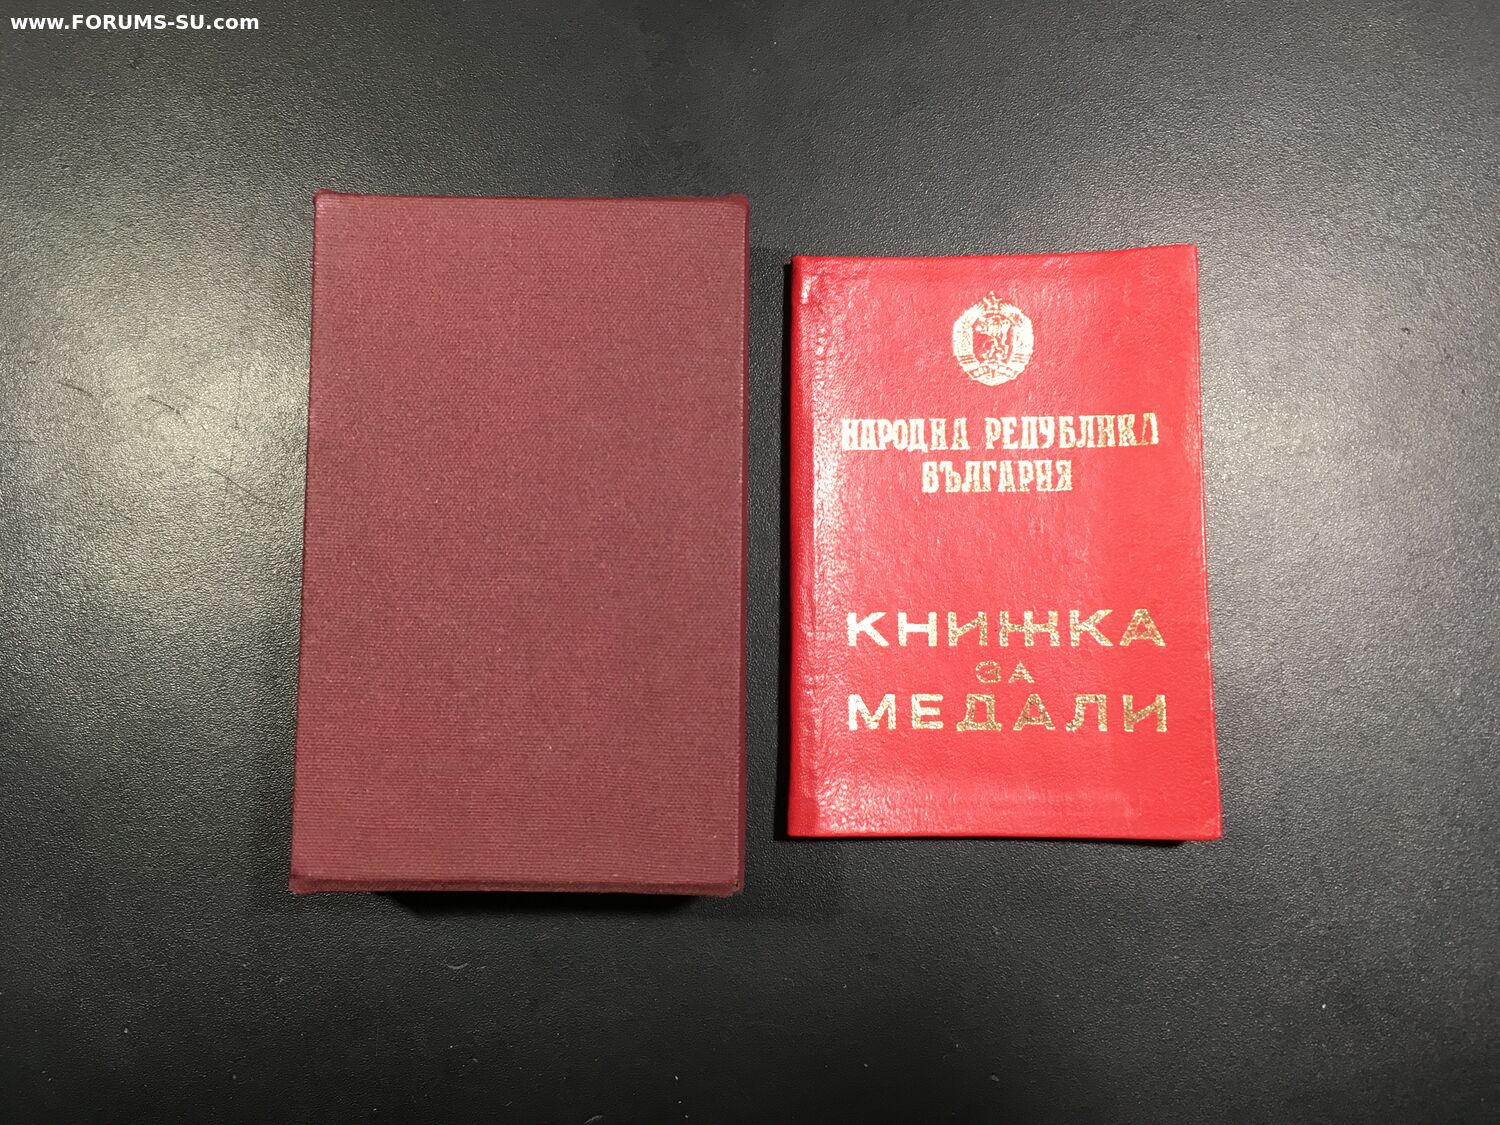 www.FORUMS-SU.com
НАРОДНА РЕПУБЛИКА
БЪЛГАРИЯ
КНИЖКА
ЗА
МЕДАЛИ